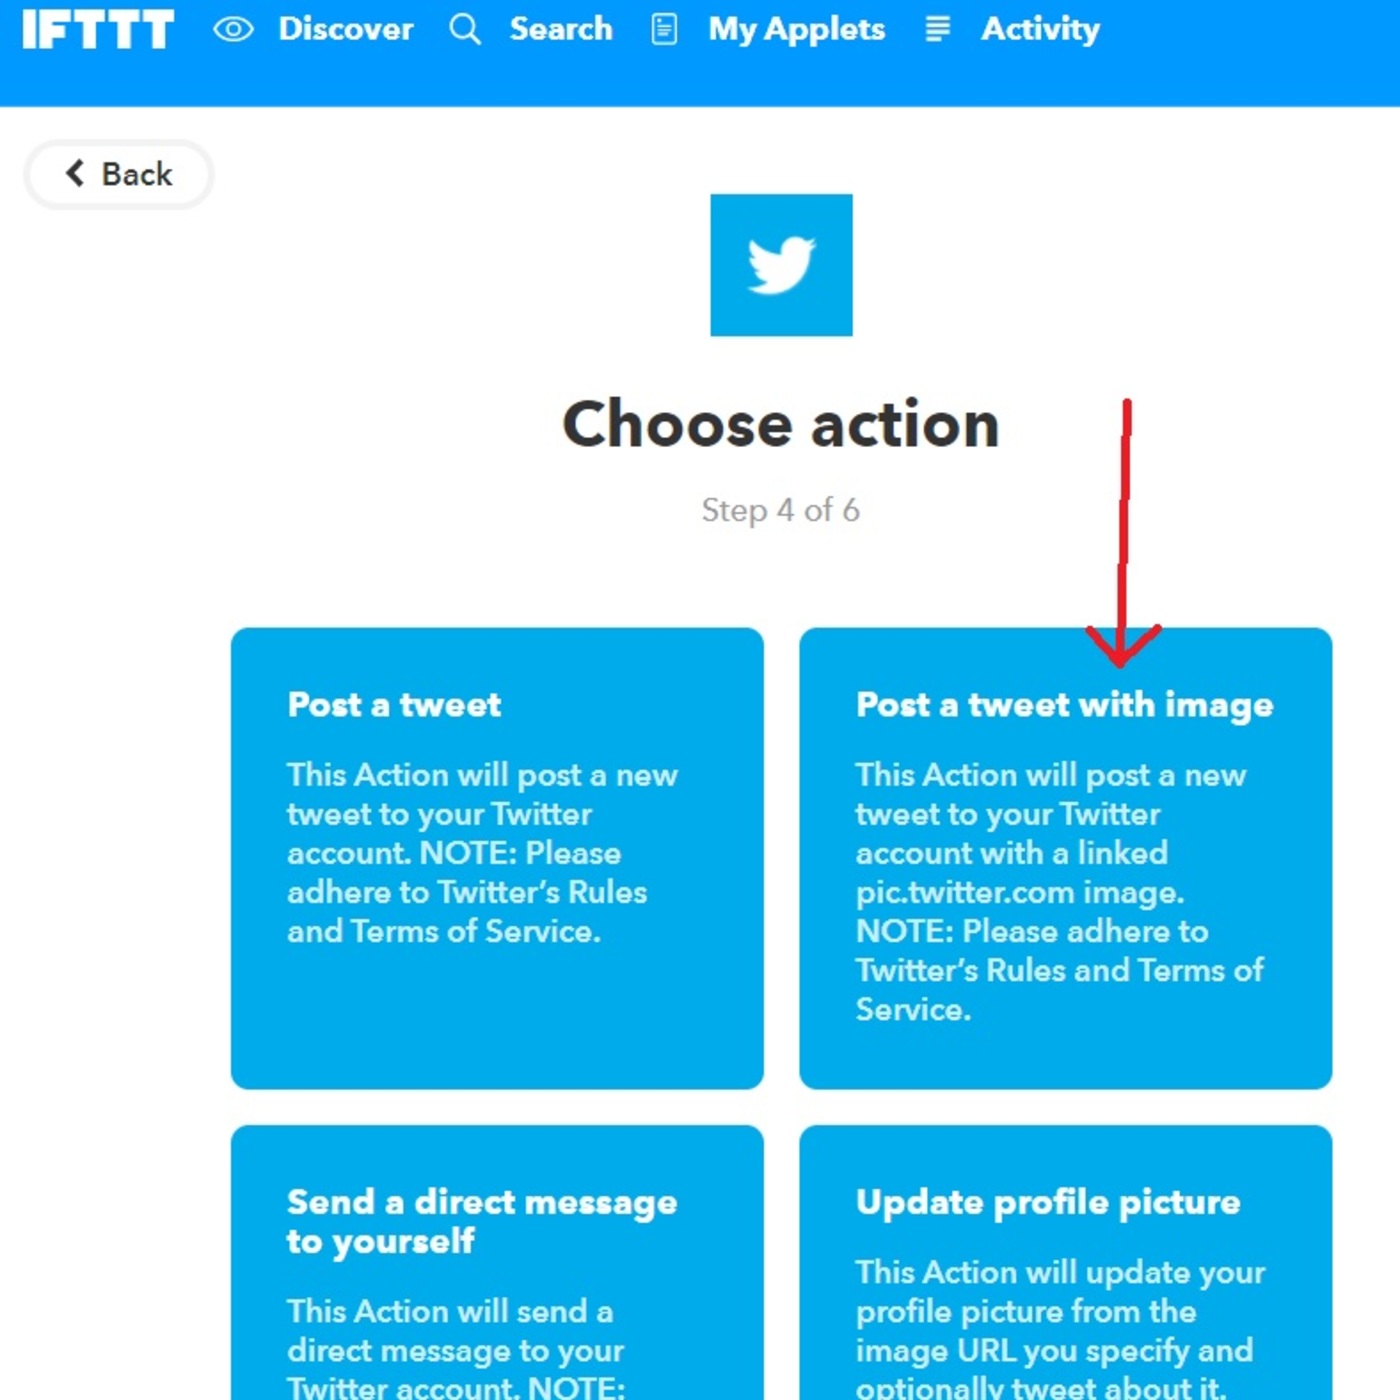 IFTTT Discover Search My Applets Activity
Back
Choose action
Step 4 of 6
Post a tweet
This Action will post a new
tweet to your Twitter
account. NOTE: Please
adhere to Twitter's Rules
and Terms of Service.
Post a tweet with image
This Action will post a new
tweet to your Twitter
account with a linked
pic.twitter.com image.
NOTE: Please adhere to
Twitter's Rules and Terms of
Service.
Send a direct message
to yourself
This Action will send a
direct message to your
Twitter account. NOTE:
Update profile picture
This Action will update your
profile picture from the
image URL you specify and
optionally tweet about it.